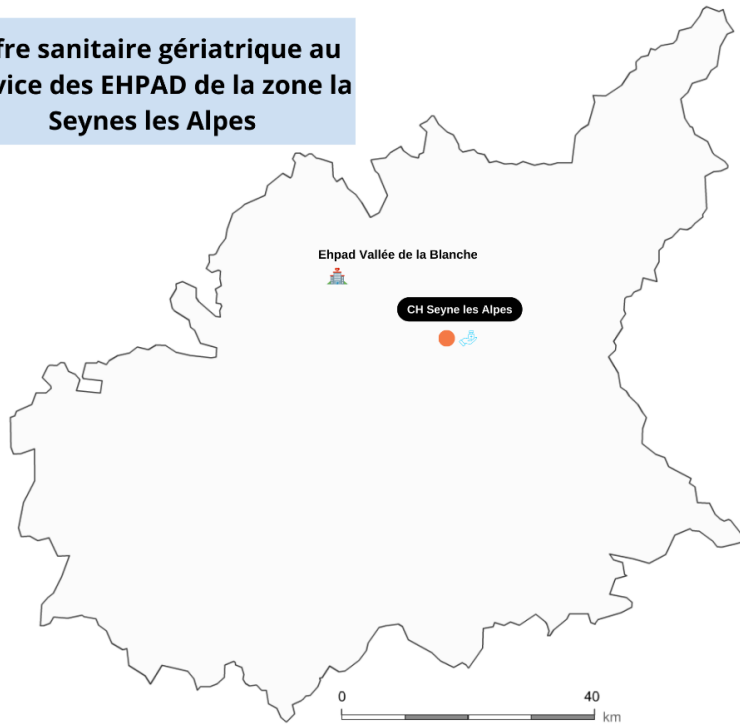 fre sanitaire gériatrique au
vice des EHPAD de la zone la
Seynes les Alpes
Ehpad Vallée de la Blanche
CH Seyne les Alpes
0 40
km